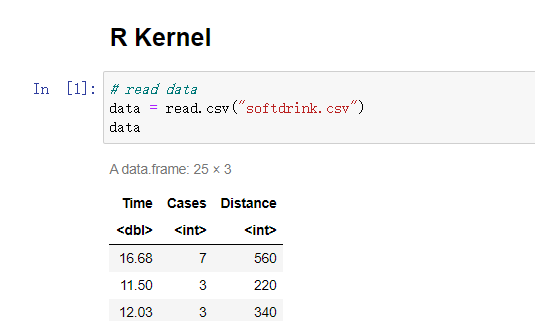 R Kernel
In [1]: # read data
data = read.csv("softdrink.csv")
data
A data.frame: 25 × 3
Time Cases Distance
<dbl> <int> <int>
16.68 7 560
11.50 3 220
12.03 3 340